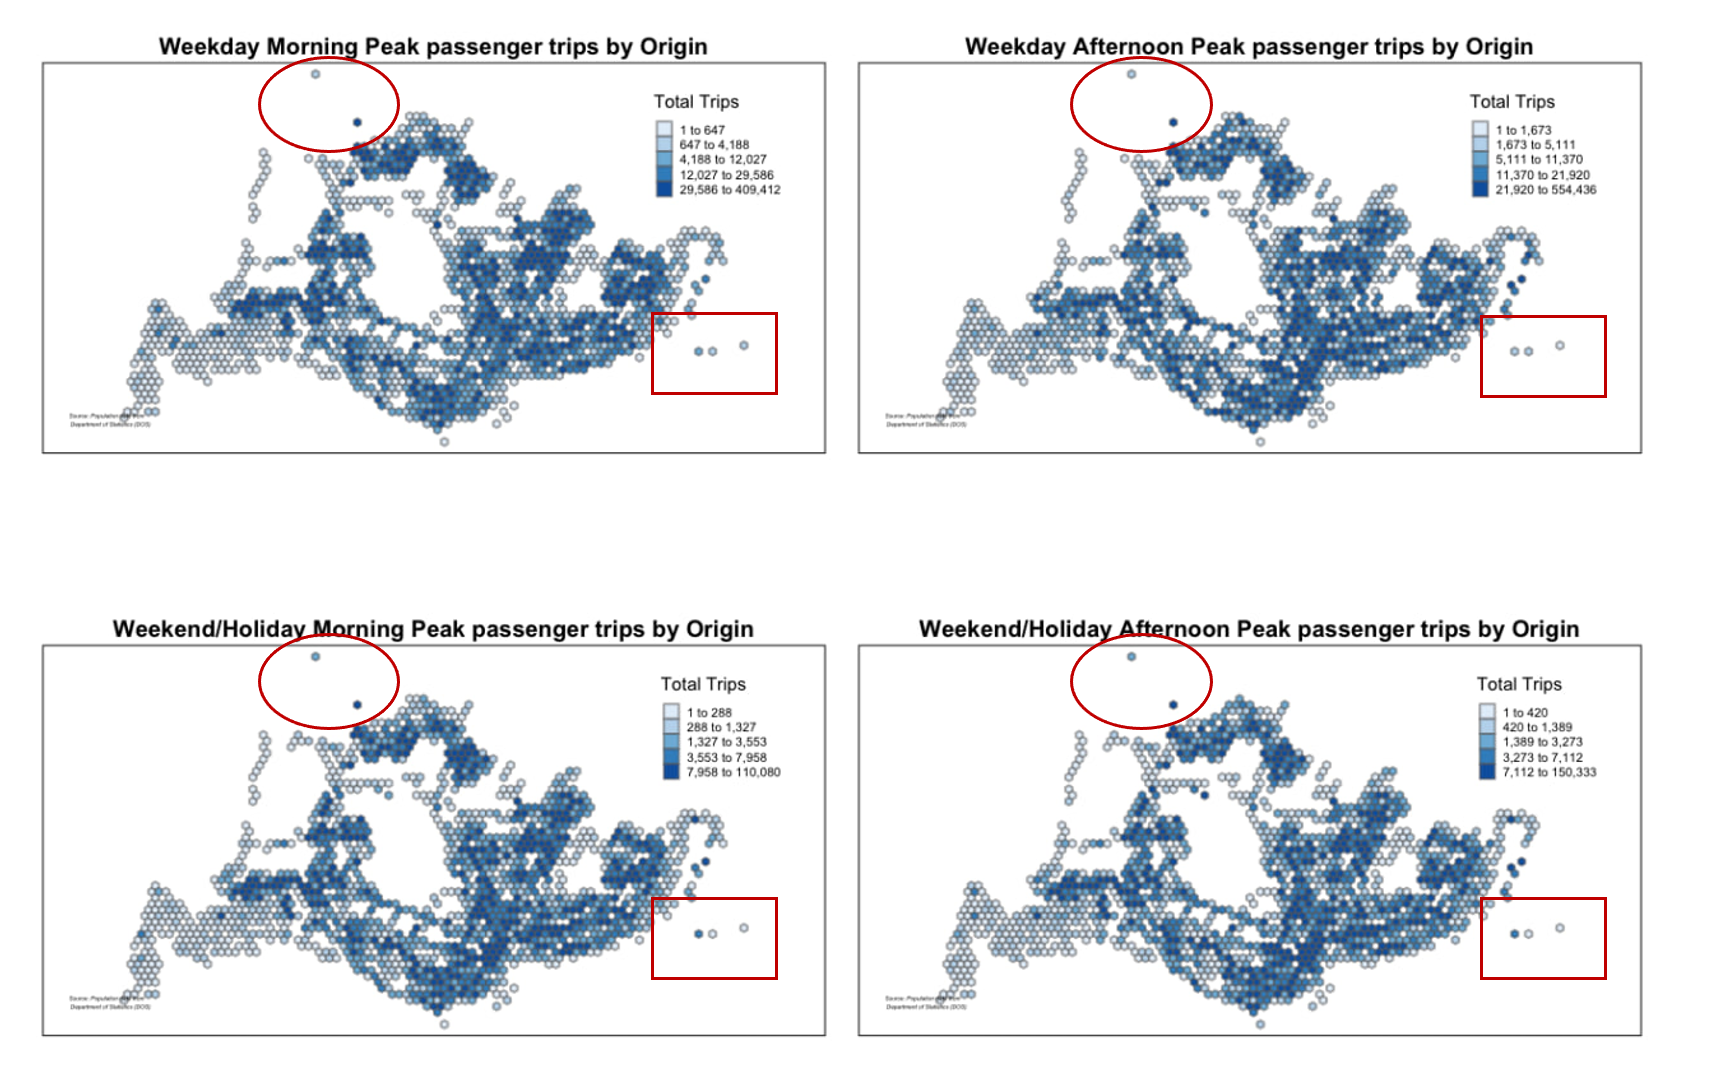 Weekday Morning Peak passenger trips by Origin
Total Trips
1 to 647
647 to 4,188
4,188 to 12,027
12,027 to 29,586
29,586 to 409,412
Source: Population
Department of Statistics (DOS)
Weekday Afternoon Peak passenger trips by Origin
Total Trips
1 to 1,673
1,673 to 5,111
5,111 to 11,370
11,370 to 21,920
21,920 to 554,436
Source: Population
Department of Statistics (DOS)
Weekend/Holiday Morning Peak passenger trips by Origin
Total Trips
1 to 288
288 to 1,327
1,327 to 3,553
3,553 to 7,958
7,958 to 110,080
Source: Population
Department of Statistics (DOS)
Weekend/Holiday Afternoon Peak passenger trips by Origin
Total Trips
1 to 420
420 to 1,389
1,389 to 3,273
3,273 to 7,112
7,112 to 150,333
Source: Population
Department of Statistics (DOS)